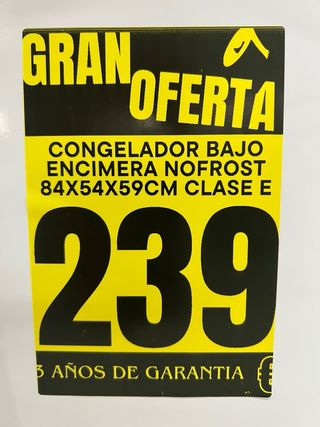 GRAN
OFERTA
CONGELADOR BAJO
ENCIMERA NOFROST
84X54X59CM CLASE E
239
3 AÑOS DE GARANTIA €